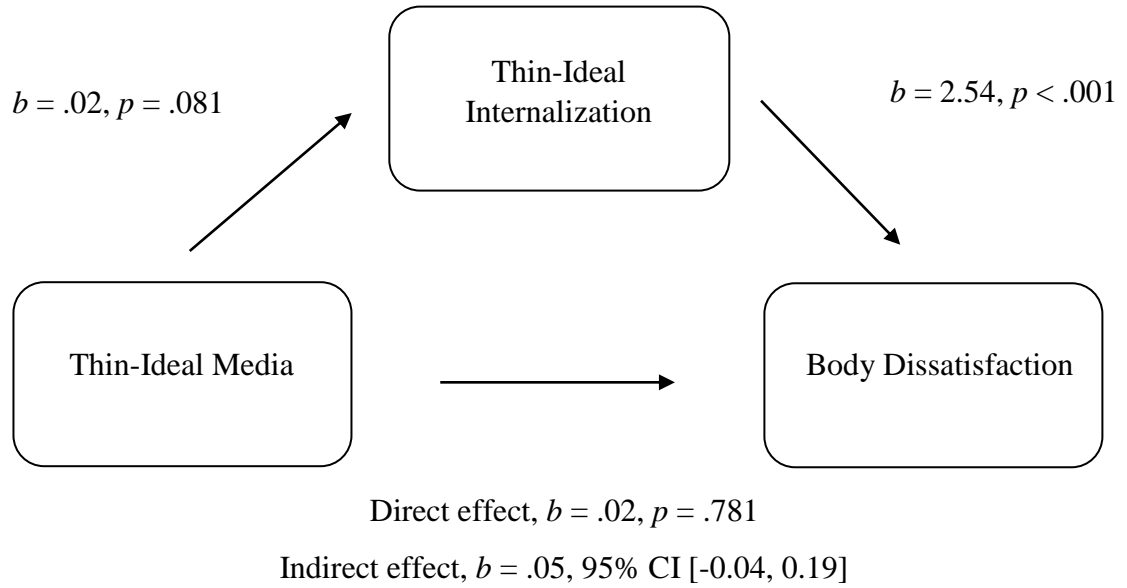 Thin-Ideal
Internalization
b = .02, p = .081
b = 2.54, p < .001
Thin-Ideal Media
Body Dissatisfaction
Direct effect, b = .02, p = .781
Indirect effect, b = .05, 95% CI [-0.04, 0.19]